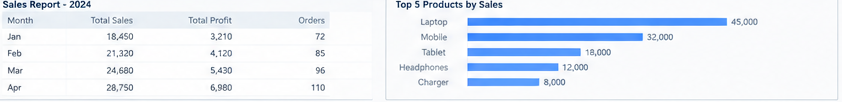 Sales Report - 2024
Month Total Sales Total Profit Orders
Jan 18,450 3,210 72
Feb 21,320 4,120 85
Mar 24,680 5,430 96
Apr 28,750 6,980 110
Top 5 Products by Sales
Laptop 45,000
Mobile 32,000
Tablet 18,000
Headphones 12,000
Charger 8,000